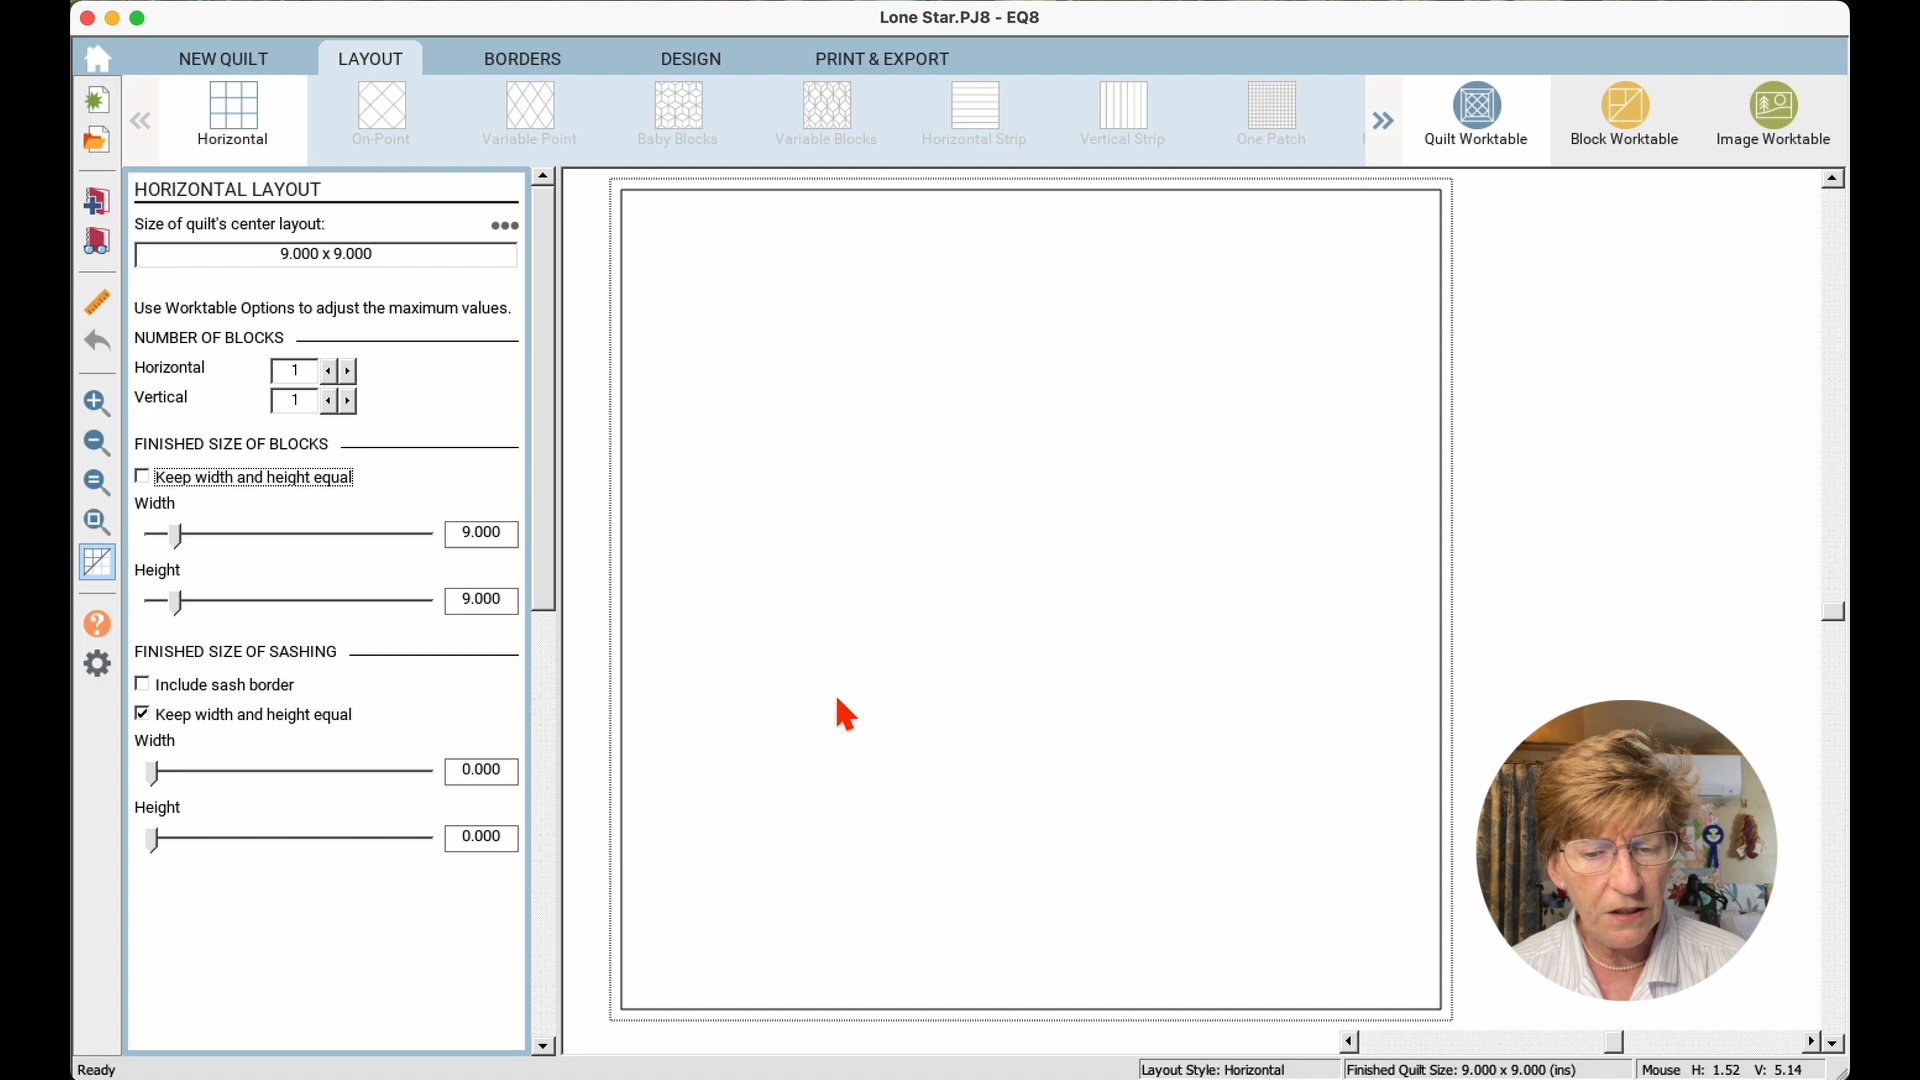 Lone Star.PJ8 - EQ8
NEW QUILT LAYOUT BORDERS DESIGN PRINT & EXPORT
Horizontal On-Point Variable Point Baby Blocks Variable Blocks Horizontal Strip Vertical Strip One Patch Quilt Worktable Block Worktable Image Worktable
HORIZONTAL LAYOUT
Size of quilt's center layout:
9.000 x 9.000
Use Worktable Options to adjust the maximum values.
NUMBER OF BLOCKS
Horizontal 1
Vertical 1
FINISHED SIZE OF BLOCKS
Keep width and height equal
Width
9.000
Height
9.000
FINISHED SIZE OF SASHING
Include sash border
Keep width and height equal
Width
0.000
Height
0.000
Ready Layout Style: Horizontal Finished Quilt Size: 9.000 x 9.000 (ins) Mouse H: 1.52 V: 5.14